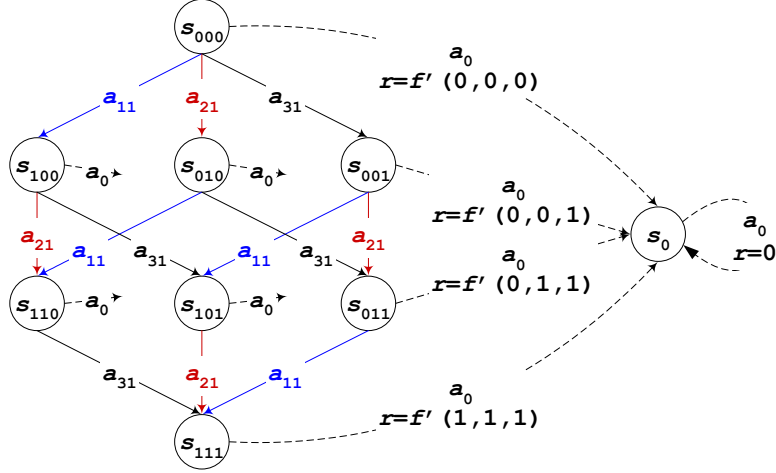 s000
a0
r=f'(0,0,0)
a11
a21
a31
s100
a0
s010
a0
s001
a0
r=f'(0,0,1)
s0
a0
r=0
a21
a11
a31
a11
a31
a21
a0
r=f'(0,1,1)
s110
a0
s101
a0
s011
a31
a21
a11
a0
r=f'(1,1,1)
s111